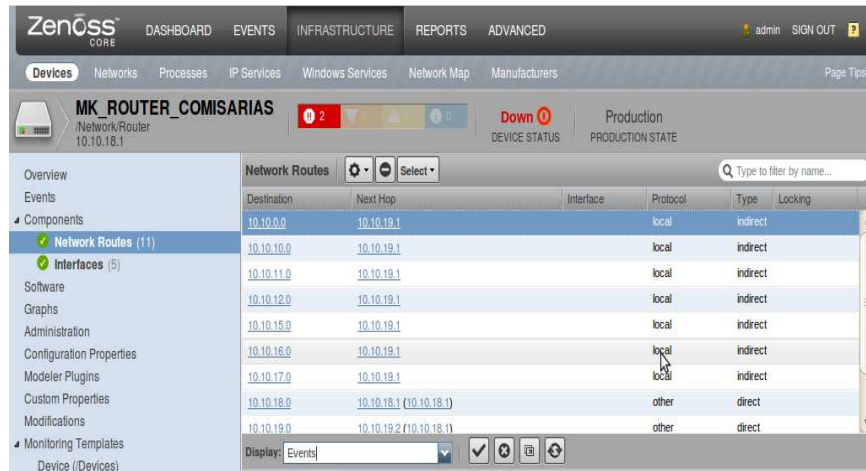 Zenoss CORE DASHBOARD EVENTS INFRASTRUCTURE REPORTS ADVANCED admin SIGN OUT ?
Devices Networks Processes IP Services Windows Services Network Map Manufacturers Page Tips
MK_ROUTER_COMISARIAS
/Network/Router
10.10.18.1
2
0
Down
DEVICE STATUS
Production
PRODUCTION STATE
Overview
Events
Components
Network Routes (11)
Interfaces (5)
Software
Graphs
Administration
Configuration Properties
Modeler Plugins
Custom Properties
Modifications
Monitoring Templates
Device (/Devices)
Network Routes Select Type to filter by name...
Destination Next Hop Interface Protocol Type Locking
10.10.0.0 10.10.19.1 local indirect
10.10.10.0 10.10.19.1 local indirect
10.10.11.0 10.10.19.1 local indirect
10.10.12.0 10.10.19.1 local indirect
10.10.15.0 10.10.19.1 local indirect
10.10.16.0 10.10.19.1 local indirect
10.10.17.0 10.10.19.1 local indirect
10.10.18.0 10.10.18.1 (10.10.18.1) other direct
10.10.19.0 10.10.19.2 (10.10.18.1) other direct
Display: Events